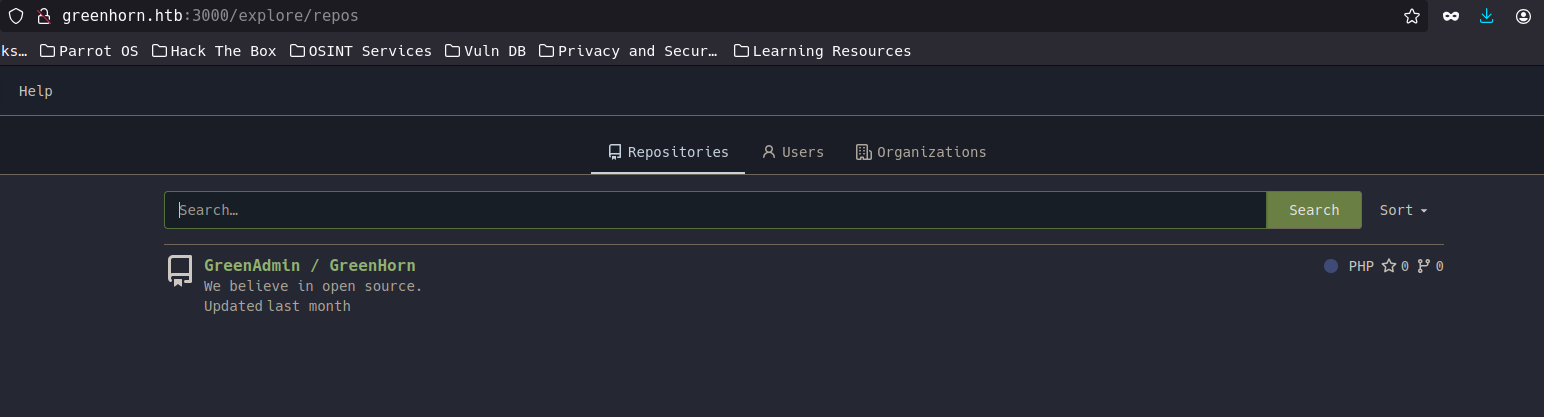 greenhorn.htb:3000/explore/repos
ks… Parrot OS Hack The Box OSINT Services Vuln DB Privacy and Secur… Learning Resources
Help
Repositories Users Organizations
Search… Search Sort
GreenAdmin / GreenHorn PHP 0 0
We believe in open source.
Updated last month